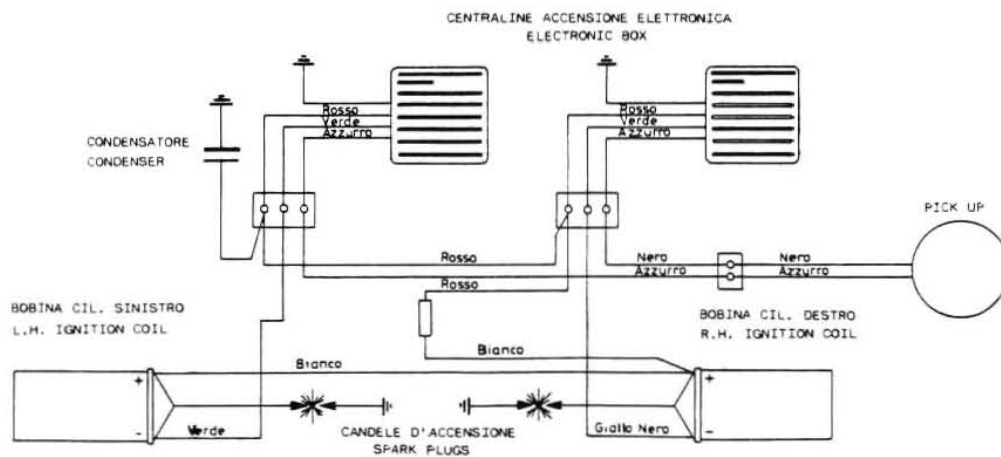 CENTRALINE ACCENSIONE ELETTRONICA
ELECTRONIC BOX
Rosso
Verde
Azzurro
Rosso
Verde
Azzurro
CONDENSATORE
CONDENSER
PICK UP
Rosso
Nero
Nero
Azzurro
Azzurro
Rosso
BOBINA CIL. SINISTRO
L.H. IGNITION COIL
BOBINA CIL. DESTRO
R.H. IGNITION COIL
Bianco
Bianco
+
+
-
-
Verde
CANDELE D'ACCENSIONE
SPARK PLUGS
Giallo Nero